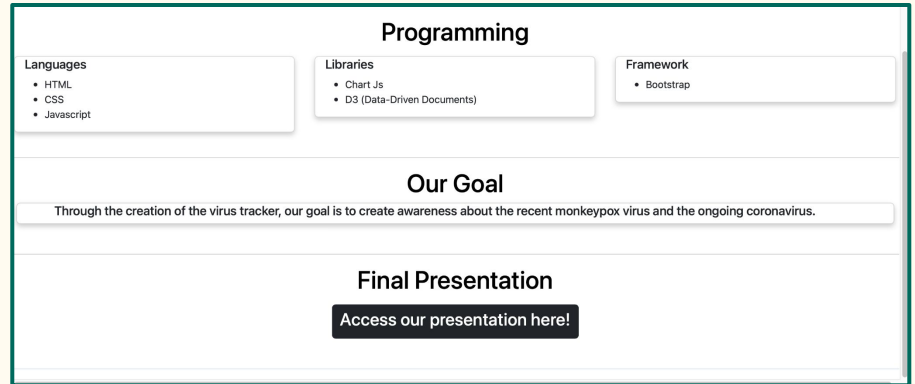 Programming
Languages
HTML
CSS
Javascript
Libraries
Chart Js
D3 (Data-Driven Documents)
Framework
Bootstrap
Our Goal
Through the creation of the virus tracker, our goal is to create awareness about the recent monkeypox virus and the ongoing coronavirus.
Final Presentation
Access our presentation here!